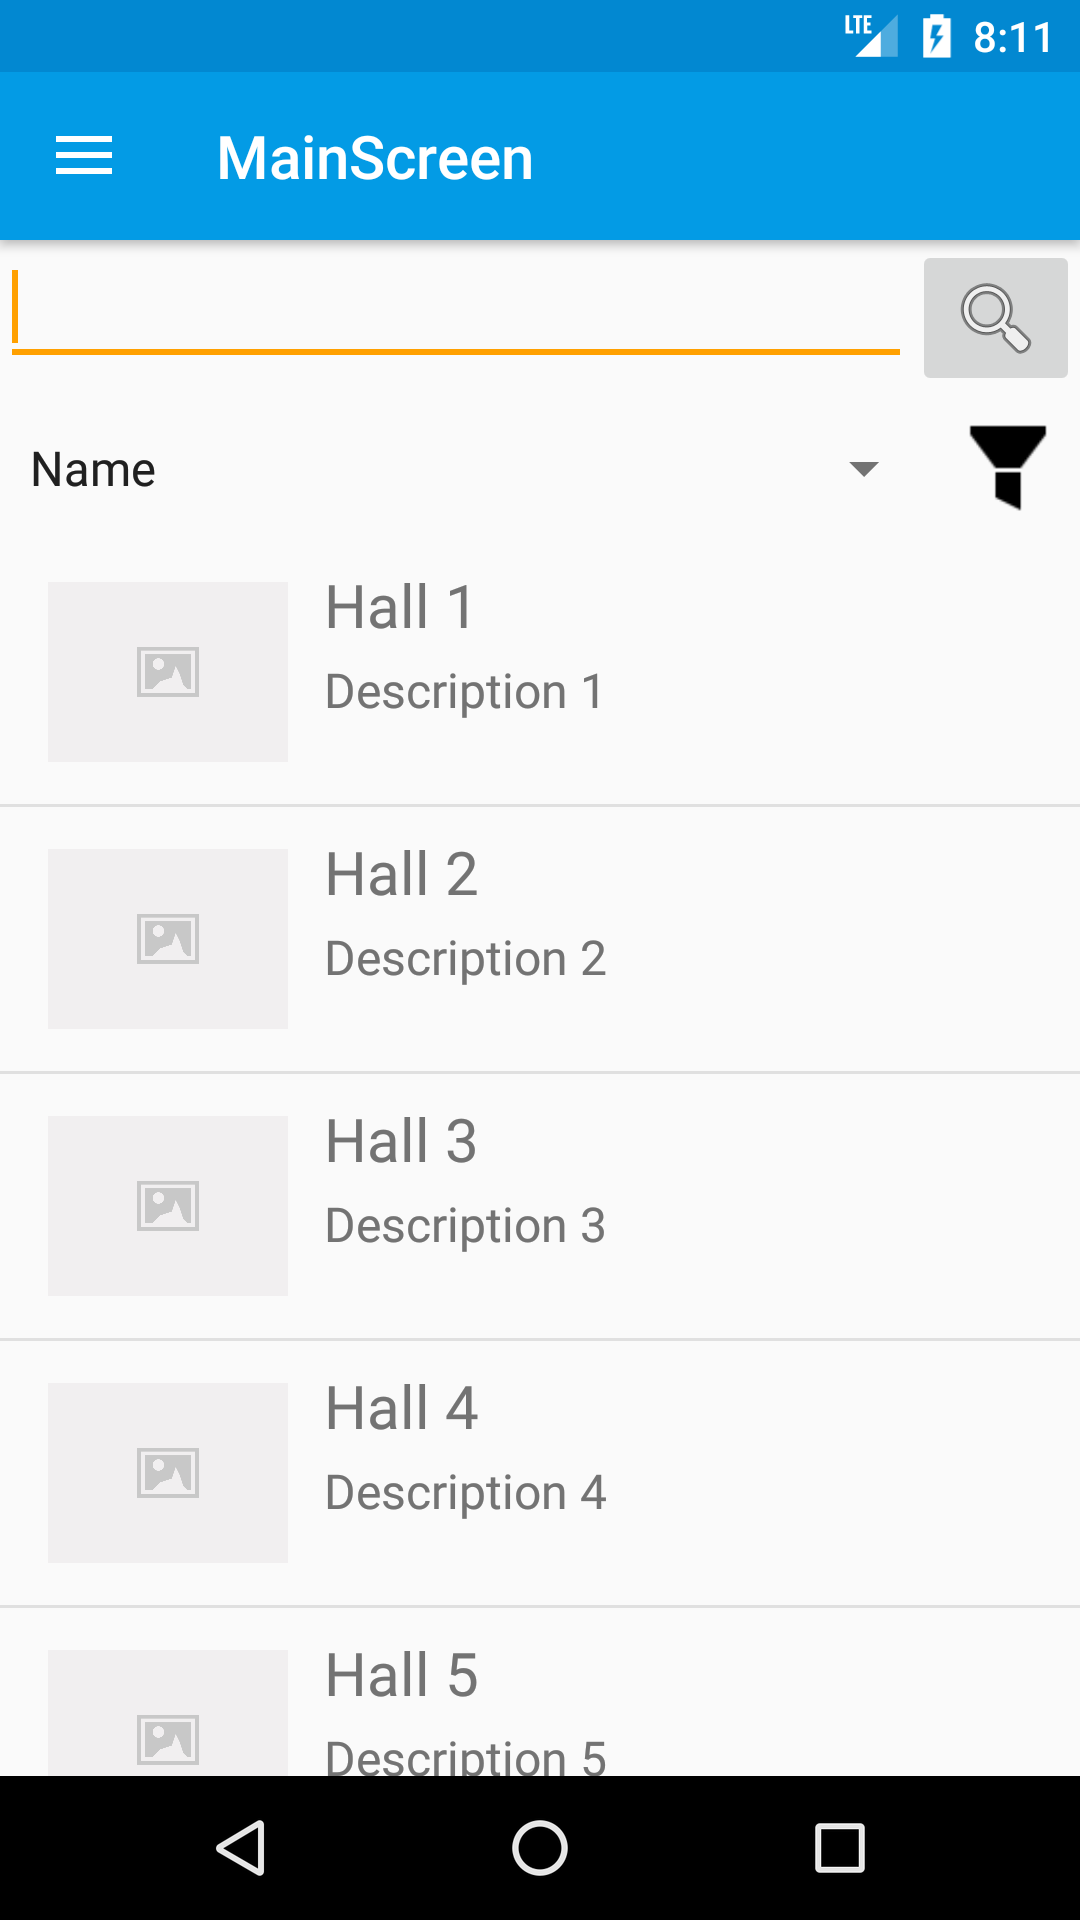 LTE 8:11
MainScreen
Name
Hall 1
Description 1
Hall 2
Description 2
Hall 3
Description 3
Hall 4
Description 4
Hall 5
Description 5